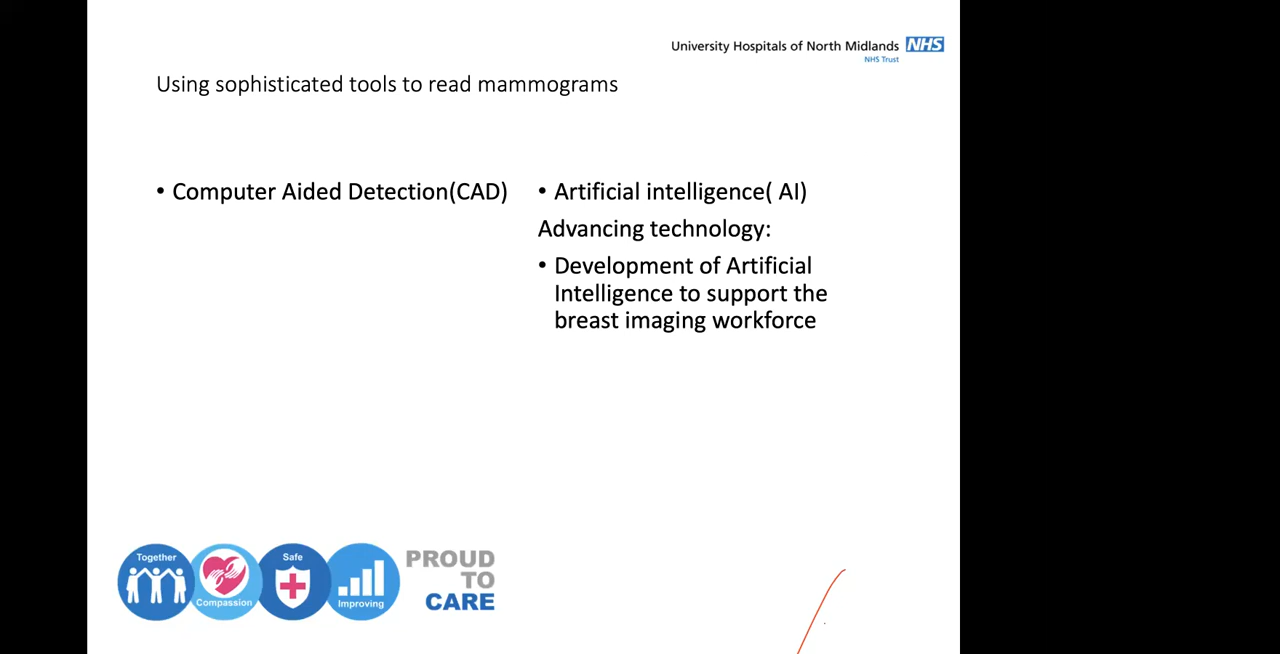 University Hospitals of North Midlands NHS
NHS Trust
Using sophisticated tools to read mammograms
• Computer Aided Detection(CAD)
• Artificial intelligence( AI)
Advancing technology:
• Development of Artificial
Intelligence to support the
breast imaging workforce
Together
Compassion
Safe
Improving
PROUD
TO
CARE